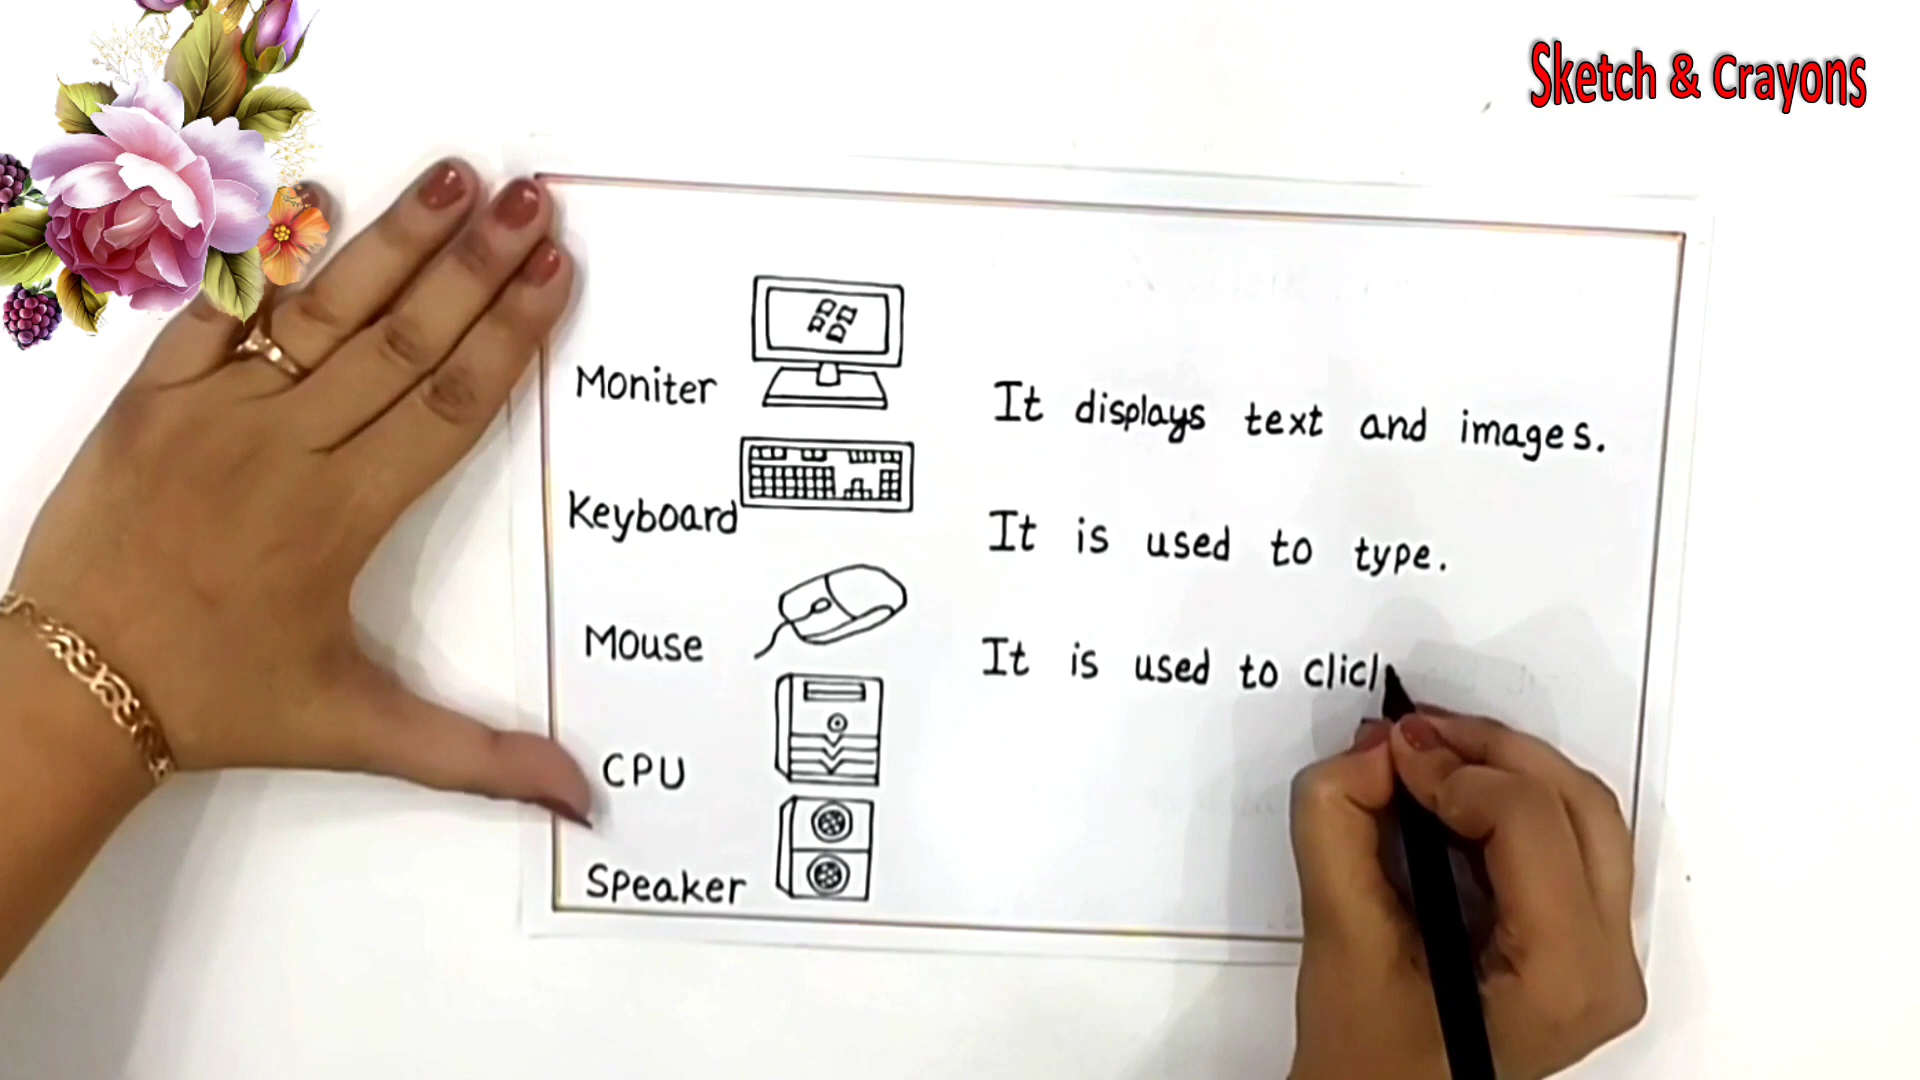 Sketch & Crayons
Moniter
It displays text and images.
Keyboard
It is used to type.
Mouse
It is used to clicl
CPU
Speaker